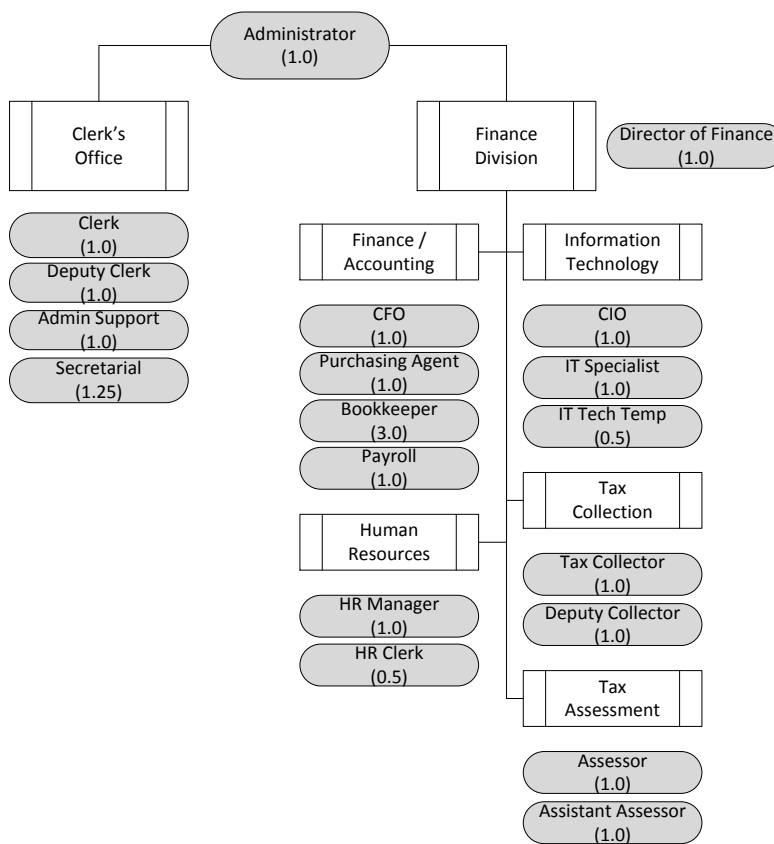 Administrator
(1.0)
Clerk's
Office
Finance
Division
Director of Finance
(1.0)
Clerk
(1.0)
Deputy Clerk
(1.0)
Admin Support
(1.0)
Secretarial
(1.25)
Finance /
Accounting
CFO
(1.0)
Purchasing Agent
(1.0)
Bookkeeper
(3.0)
Payroll
(1.0)
Human
Resources
HR Manager
(1.0)
HR Clerk
(0.5)
Information
Technology
CIO
(1.0)
IT Specialist
(1.0)
IT Tech Temp
(0.5)
Tax
Collection
Tax Collector
(1.0)
Deputy Collector
(1.0)
Tax
Assessment
Assessor
(1.0)
Assistant Assessor
(1.0)